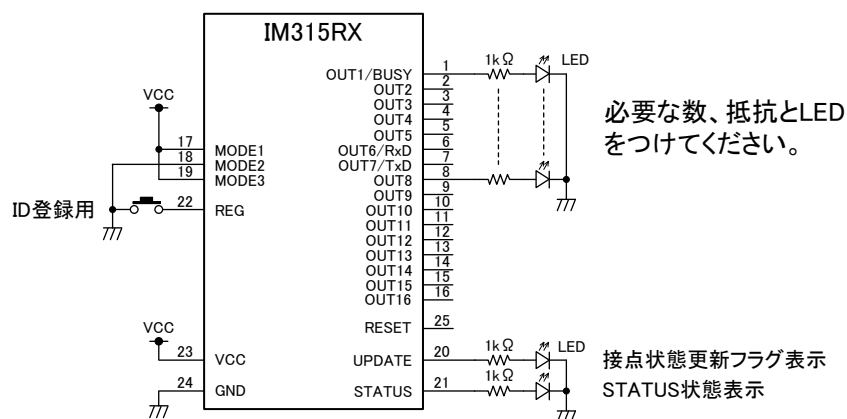 IM315RX
1kΩ
LED
OUT1/BUSY 1
OUT2 2
OUT3 3
OUT4 4
OUT5 5
OUT6/RxD 6
OUT7/TxD 7
OUT8 8
OUT9 9
OUT10 10
OUT11 11
OUT12 12
OUT13 13
OUT14 14
OUT15 15
OUT16 16
必要な数、抵抗とLED
をつけてください。
VCC
17 MODE1
18 MODE2
19 MODE3
ID登録用
22 REG
RESET 25
VCC
23 VCC
24 GND
UPDATE 20
1kΩ
LED
接点状態更新フラグ表示
STATUS 21
1kΩ
STATUS状態表示